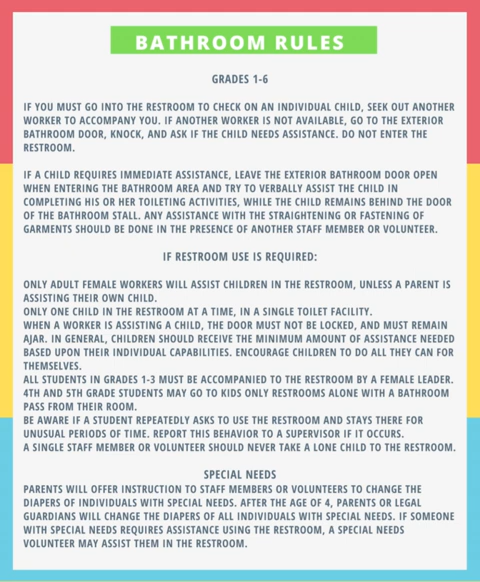 BATHROOM RULES
GRADES 1-6
IF YOU MUST GO INTO THE RESTROOM TO CHECK ON AN INDIVIDUAL CHILD, SEEK OUT ANOTHER
WORKER TO ACCOMPANY YOU. IF ANOTHER WORKER IS NOT AVAILABLE, GO TO THE EXTERIOR
BATHROOM DOOR, KNOCK, AND ASK IF THE CHILD NEEDS ASSISTANCE. DO NOT ENTER THE
RESTROOM.
IF A CHILD REQUIRES IMMEDIATE ASSISTANCE, LEAVE THE EXTERIOR BATHROOM DOOR OPEN
WHEN ENTERING THE BATHROOM AREA AND TRY TO VERBALLY ASSIST THE CHILD IN
COMPLETING HIS OR HER TOILETING ACTIVITIES, WHILE THE CHILD REMAINS BEHIND THE DOOR
OF THE BATHROOM STALL. ANY ASSISTANCE WITH THE STRAIGHTENING OR FASTENING OF
GARMENTS SHOULD BE DONE IN THE PRESENCE OF ANOTHER STAFF MEMBER OR VOLUNTEER.
IF RESTROOM USE IS REQUIRED:
ONLY ADULT FEMALE WORKERS WILL ASSIST CHILDREN IN THE RESTROOM, UNLESS A PARENT IS
ASSISTING THEIR OWN CHILD.
ONLY ONE CHILD IN THE RESTROOM AT A TIME, IN A SINGLE TOILET FACILITY.
WHEN A WORKER IS ASSISTING A CHILD, THE DOOR MUST NOT BE LOCKED, AND MUST REMAIN
AJAR. IN GENERAL, CHILDREN SHOULD RECEIVE THE MINIMUM AMOUNT OF ASSISTANCE NEEDED
BASED UPON THEIR INDIVIDUAL CAPABILITIES. ENCOURAGE CHILDREN TO DO ALL THEY CAN FOR
THEMSELVES.
ALL STUDENTS IN GRADES 1-3 MUST BE ACCOMPANIED TO THE RESTROOM BY A FEMALE LEADER.
4TH AND 5TH GRADE STUDENTS MAY GO TO KIDS ONLY RESTROOMS ALONE WITH A BATHROOM
PASS FROM THEIR ROOM.
BE AWARE IF A STUDENT REPEATEDLY ASKS TO USE THE RESTROOM AND STAYS THERE FOR
UNUSUAL PERIODS OF TIME. REPORT THIS BEHAVIOR TO A SUPERVISOR IF IT OCCURS.
A SINGLE STAFF MEMBER OR VOLUNTEER SHOULD NEVER TAKE A LONE CHILD TO THE RESTROOM.
SPECIAL NEEDS
PARENTS WILL OFFER INSTRUCTION TO STAFF MEMBERS OR VOLUNTEERS TO CHANGE THE
DIAPERS OF INDIVIDUALS WITH SPECIAL NEEDS. AFTER THE AGE OF 4, PARENTS OR LEGAL
GUARDIANS WILL CHANGE THE DIAPERS OF ALL INDIVIDUALS WITH SPECIAL NEEDS. IF SOMEONE
WITH SPECIAL NEEDS REQUIRES ASSISTANCE USING THE RESTROOM, A SPECIAL NEEDS
VOLUNTEER MAY ASSIST THEM IN THE RESTROOM.